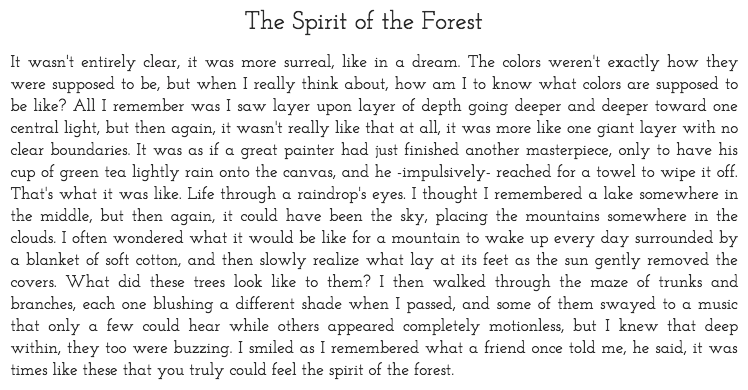 The Spirit of the Forest
It wasn't entirely clear, it was more surreal, like in a dream. The colors weren't exactly how they
were supposed to be, but when I really think about, how am I to know what colors are supposed to
be like? All I remember was I saw layer upon layer of depth going deeper and deeper toward one
central light, but then again, it wasn't really like that at all, it was more like one giant layer with no
clear boundaries. It was as if a great painter had just finished another masterpiece, only to have his
cup of green tea lightly rain onto the canvas, and he -impulsively- reached for a towel to wipe it off.
That's what it was like. Life through a raindrop's eyes. I thought I remembered a lake somewhere in
the middle, but then again, it could have been the sky, placing the mountains somewhere in the
clouds. I often wondered what it would be like for a mountain to wake up every day surrounded by
a blanket of soft cotton, and then slowly realize what lay at its feet as the sun gently removed the
covers. What did these trees look like to them? I then walked through the maze of trunks and
branches, each one blushing a different shade when I passed, and some of them swayed to a music
that only a few could hear while others appeared completely motionless, but I knew that deep
within, they too were buzzing. I smiled as I remembered what a friend once told me, he said, it was
times like these that you truly could feel the spirit of the forest.